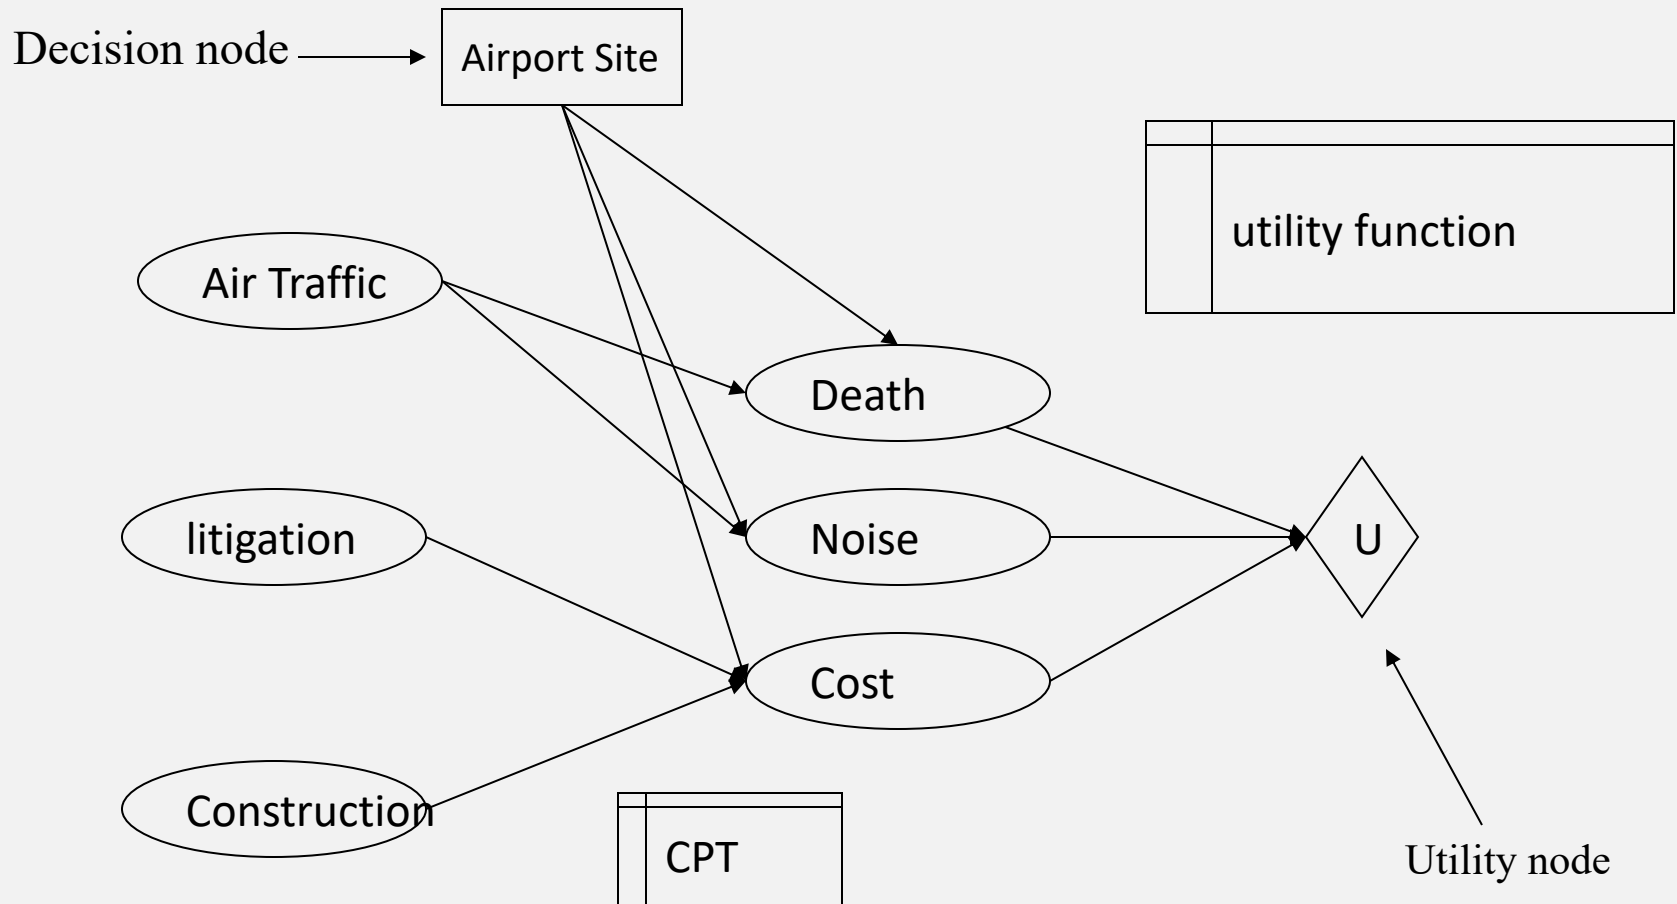 Decision node
Airport Site
utility function
Air Traffic
Death
litigation
Noise
U
Cost
Construction
CPT
Utility node